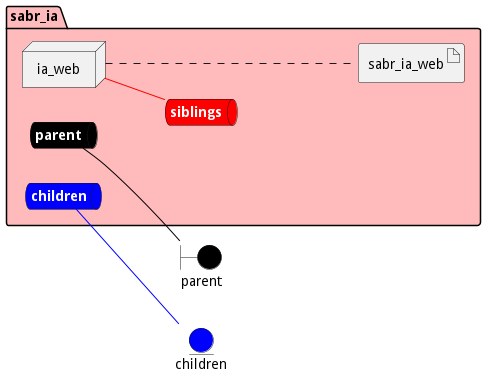 sabr_ia
ia_web
sabr_ia_web
siblings
parent
children
parent
children